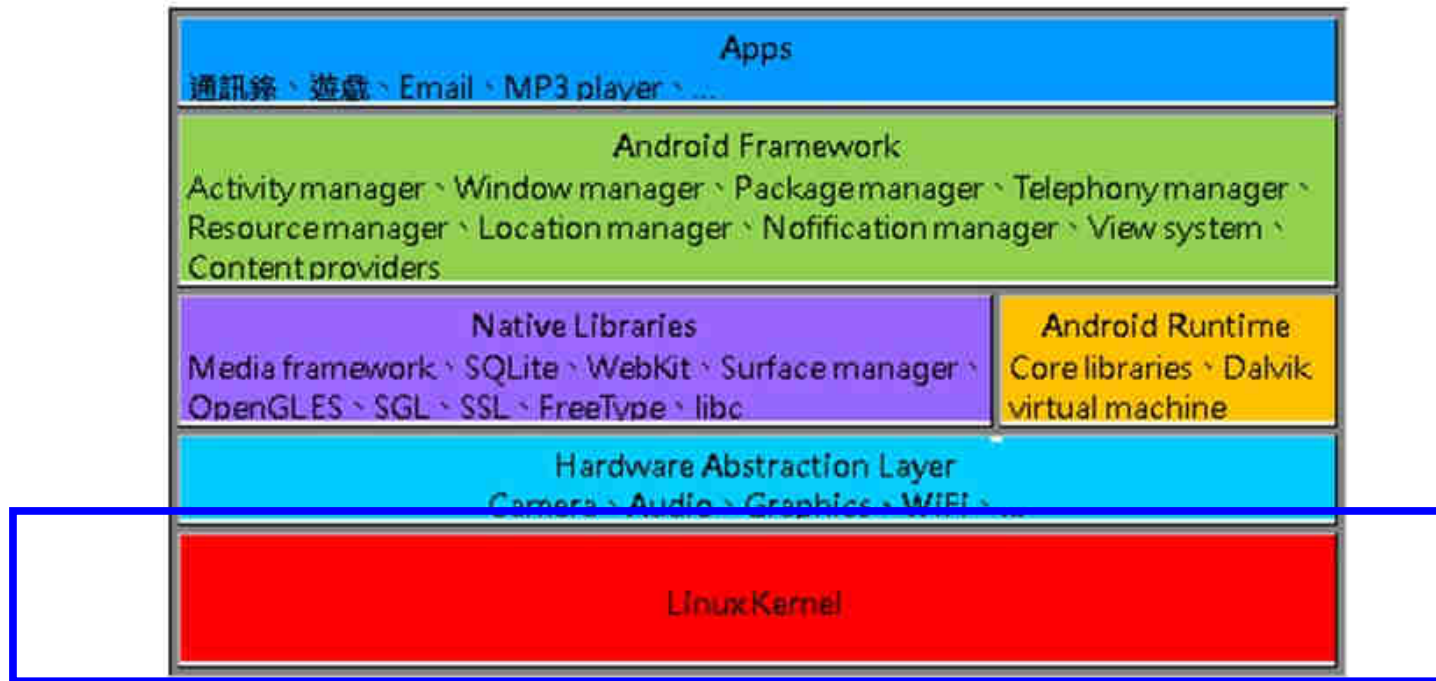 Apps
通訊錄、遊戲、Email、MP3 player、...
Android Framework
Activity manager、Window manager、Package manager、Telephony manager、
Resource manager、Location manager、Nofification manager、View system、
Content providers
Native Libraries
Media framework、SQLite、WebKit、Surface manager、
OpenGLES、SGL、SSL、FreeType、libc
Android Runtime
Core libraries、Dalvik
virtual machine
Hardware Abstraction Layer
Camera、Audio、Graphics、WiFi、...
Linux Kernel